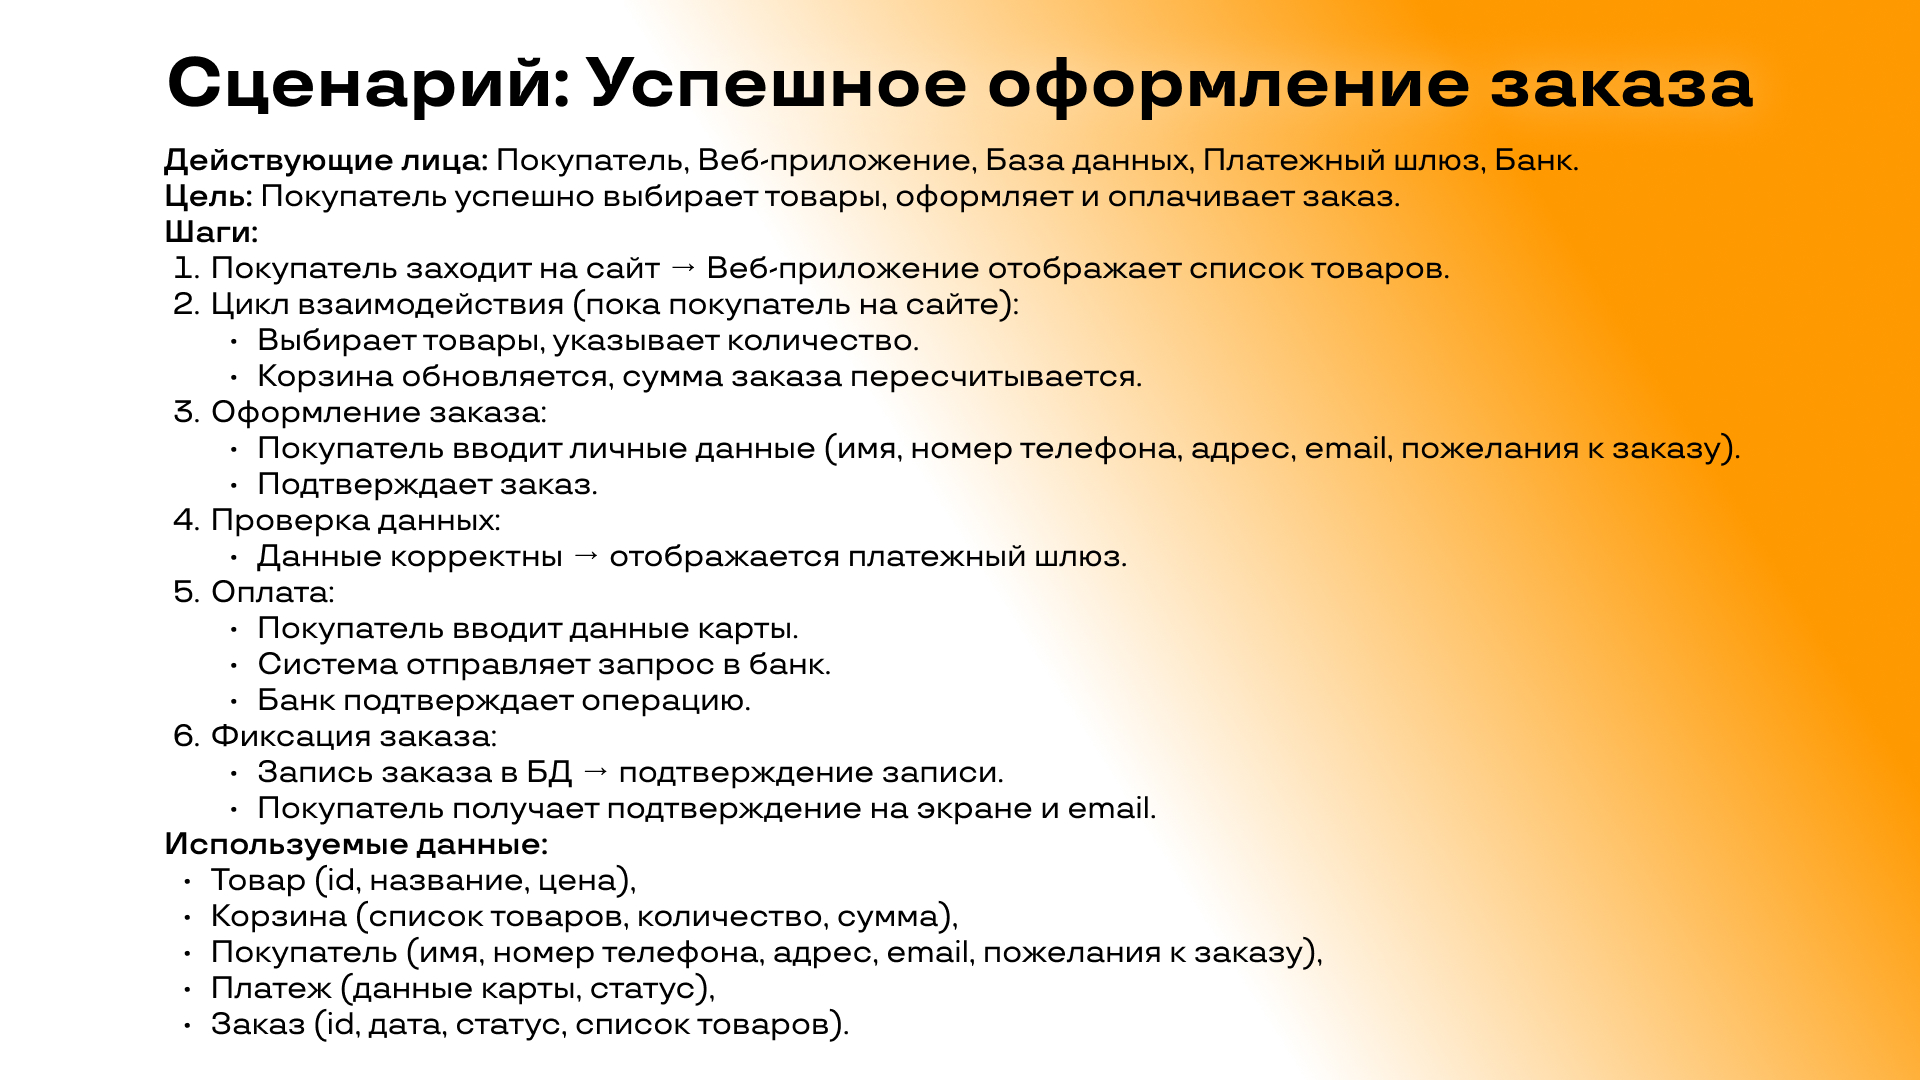 Сценарий: Успешное оформление заказа
Действующие лица: Покупатель, Веб-приложение, База данных, Платежный шлюз, Банк.
Цель: Покупатель успешно выбирает товары, оформляет и оплачивает заказ.
Шаги:
1. Покупатель заходит на сайт → Веб-приложение отображает список товаров.
2. Цикл взаимодействия (пока покупатель на сайте):
• Выбирает товары, указывает количество.
• Корзина обновляется, сумма заказа пересчитывается.
3. Оформление заказа:
• Покупатель вводит личные данные (имя, номер телефона, адрес, email, пожелания к заказу).
• Подтверждает заказ.
4. Проверка данных:
• Данные корректны → отображается платежный шлюз.
5. Оплата:
• Покупатель вводит данные карты.
• Система отправляет запрос в банк.
• Банк подтверждает операцию.
6. Фиксация заказа:
• Запись заказа в БД → подтверждение записи.
• Покупатель получает подтверждение на экране и email.
Используемые данные:
• Товар (id, название, цена),
• Корзина (список товаров, количество, сумма),
• Покупатель (имя, номер телефона, адрес, email, пожелания к заказу),
• Платеж (данные карты, статус),
• Заказ (id, дата, статус, список товаров).